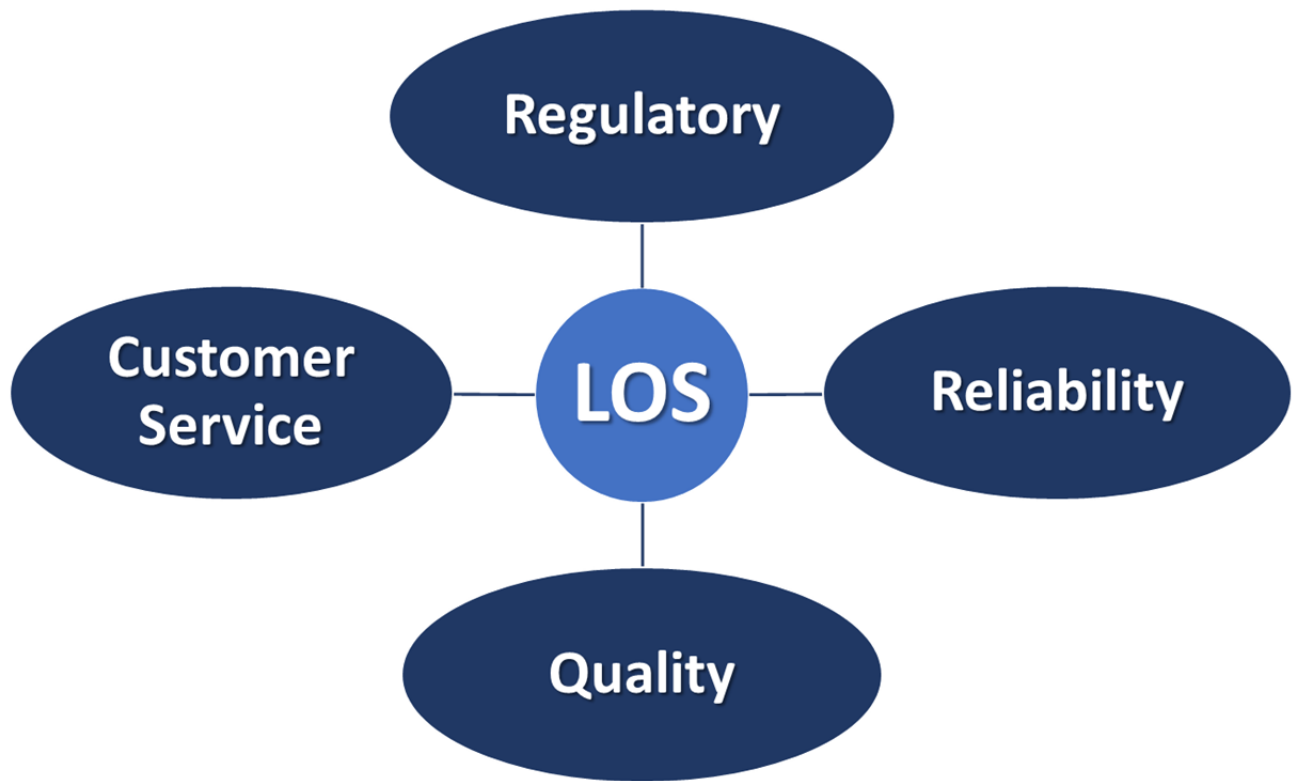 Regulatory
Customer
Service
LOS
Reliability
Quality